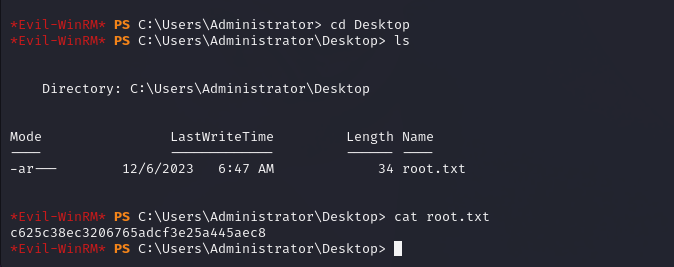 *Evil-WinRM* PS C:\Users\Administrator> cd Desktop
*Evil-WinRM* PS C:\Users\Administrator\Desktop> ls
Directory: C:\Users\Administrator\Desktop
Mode LastWriteTime Length Name
---- ------------- ------ ----
-ar--- 12/6/2023 6:47 AM 34 root.txt
*Evil-WinRM* PS C:\Users\Administrator\Desktop> cat root.txt
c625c38ec3206765adcf3e25a445aec8
*Evil-WinRM* PS C:\Users\Administrator\Desktop>